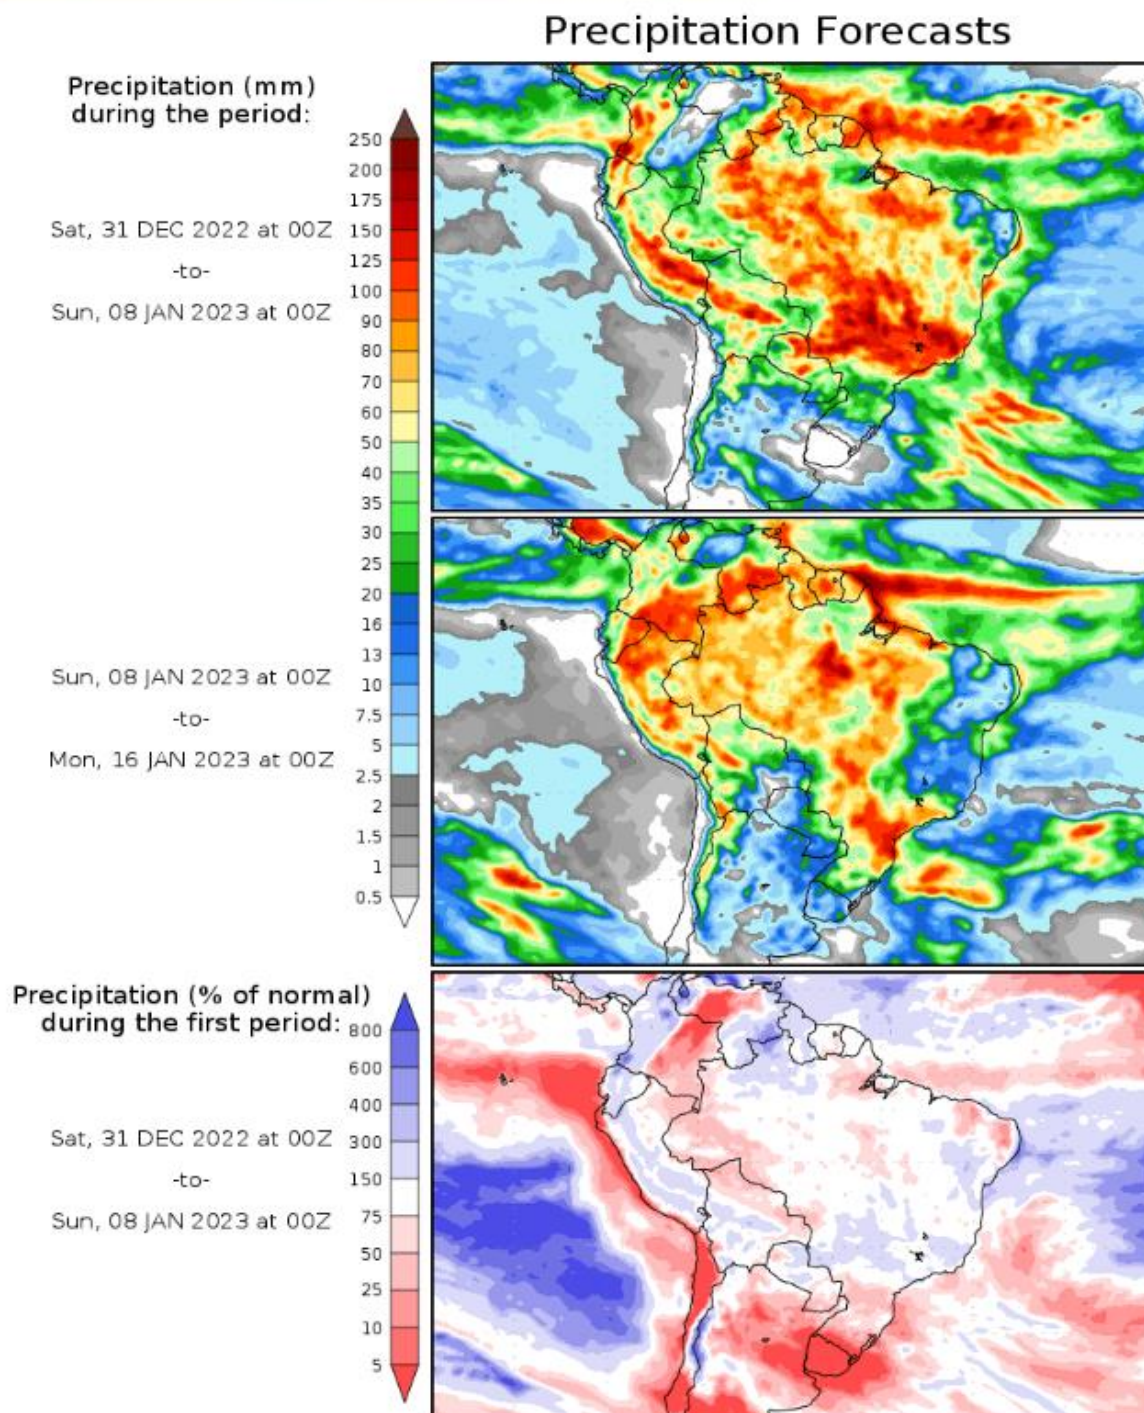 Precipitation Forecasts
Precipitation (mm)
during the period:
250
200
175
Sat, 31 DEC 2022 at 00Z
150
-to-
125
Sun, 08 JAN 2023 at 00Z
100
90
80
70
60
50
40
35
30
25
20
16
Sun, 08 JAN 2023 at 00Z
13
10
-to-
7.5
Mon, 16 JAN 2023 at 00Z
5
2.5
2
1.5
1
0.5
Precipitation (% of normal)
during the first period:
800
600
400
Sat, 31 DEC 2022 at 00Z
300
-to-
150
Sun, 08 JAN 2023 at 00Z
75
50
25
10
5